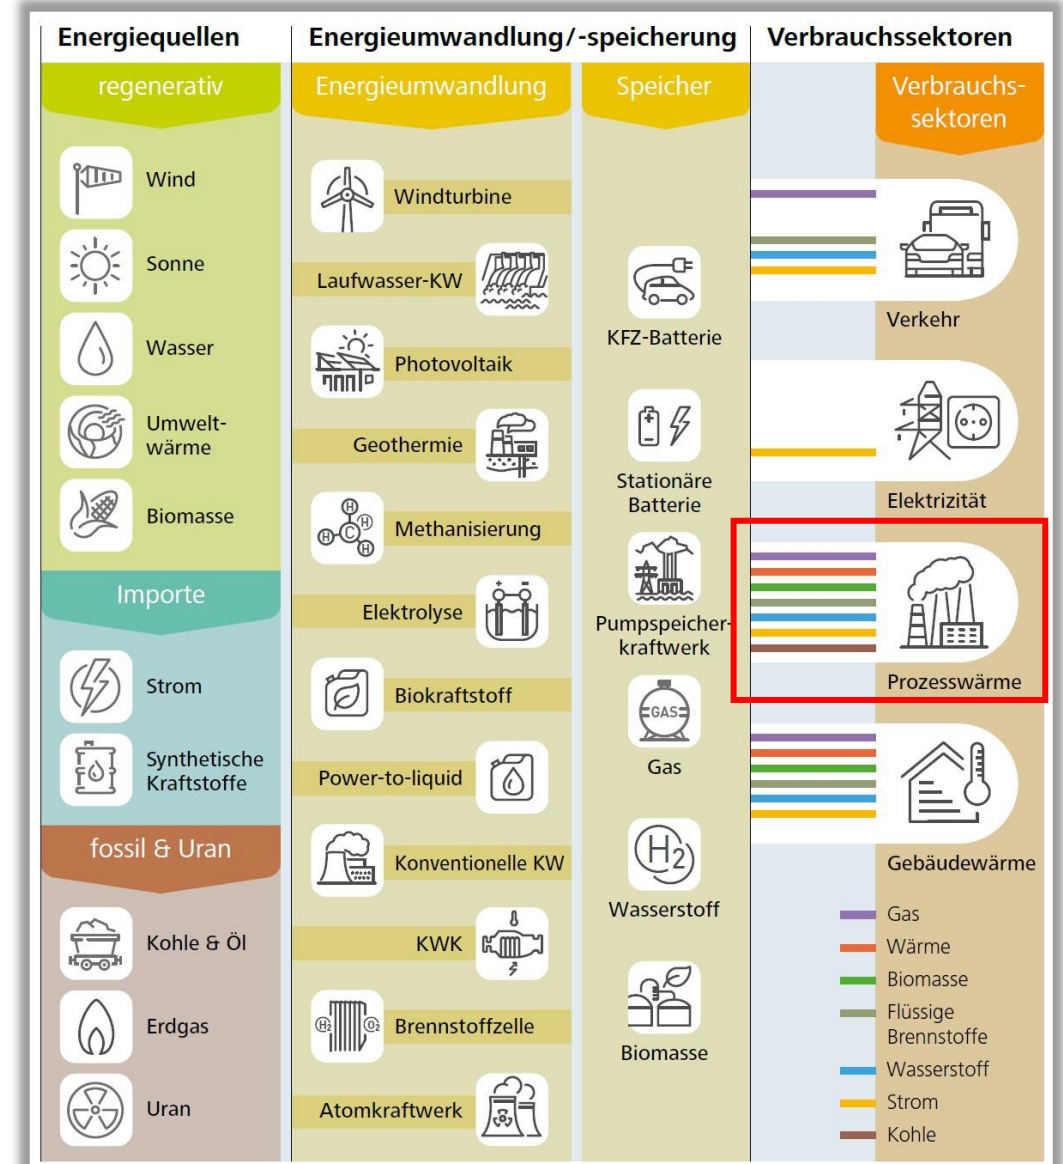 Energiequellen
Energieumwandlung/-speicherung
Verbrauchssektoren
regenerativ
Wind
Sonne
Wasser
Umwelt-
wärme
Biomasse
Importe
Strom
Synthetische
Kraftstoffe
fossil & Uran
Kohle & Öl
Erdgas
Uran
Energieumwandlung
Windturbine
Laufwasser-KW
Photovoltaik
Geothermie
H
H
C
H
H
Methanisierung
+ -
Elektrolyse
Biokraftstoff
Power-to-liquid
Konventionelle KW
KWK
H2
O2
Brennstoffzelle
Atomkraftwerk
Speicher
KFZ-Batterie
+
-
Stationäre
Batterie
Pumpspeicher-
kraftwerk
GAS
Gas
H2
Wasserstoff
Biomasse
Verbrauchs-
sektoren
Verkehr
Elektrizität
Prozesswärme
Gebäudewärme
Gas
Wärme
Biomasse
Flüssige
Brennstoffe
Wasserstoff
Strom
Kohle